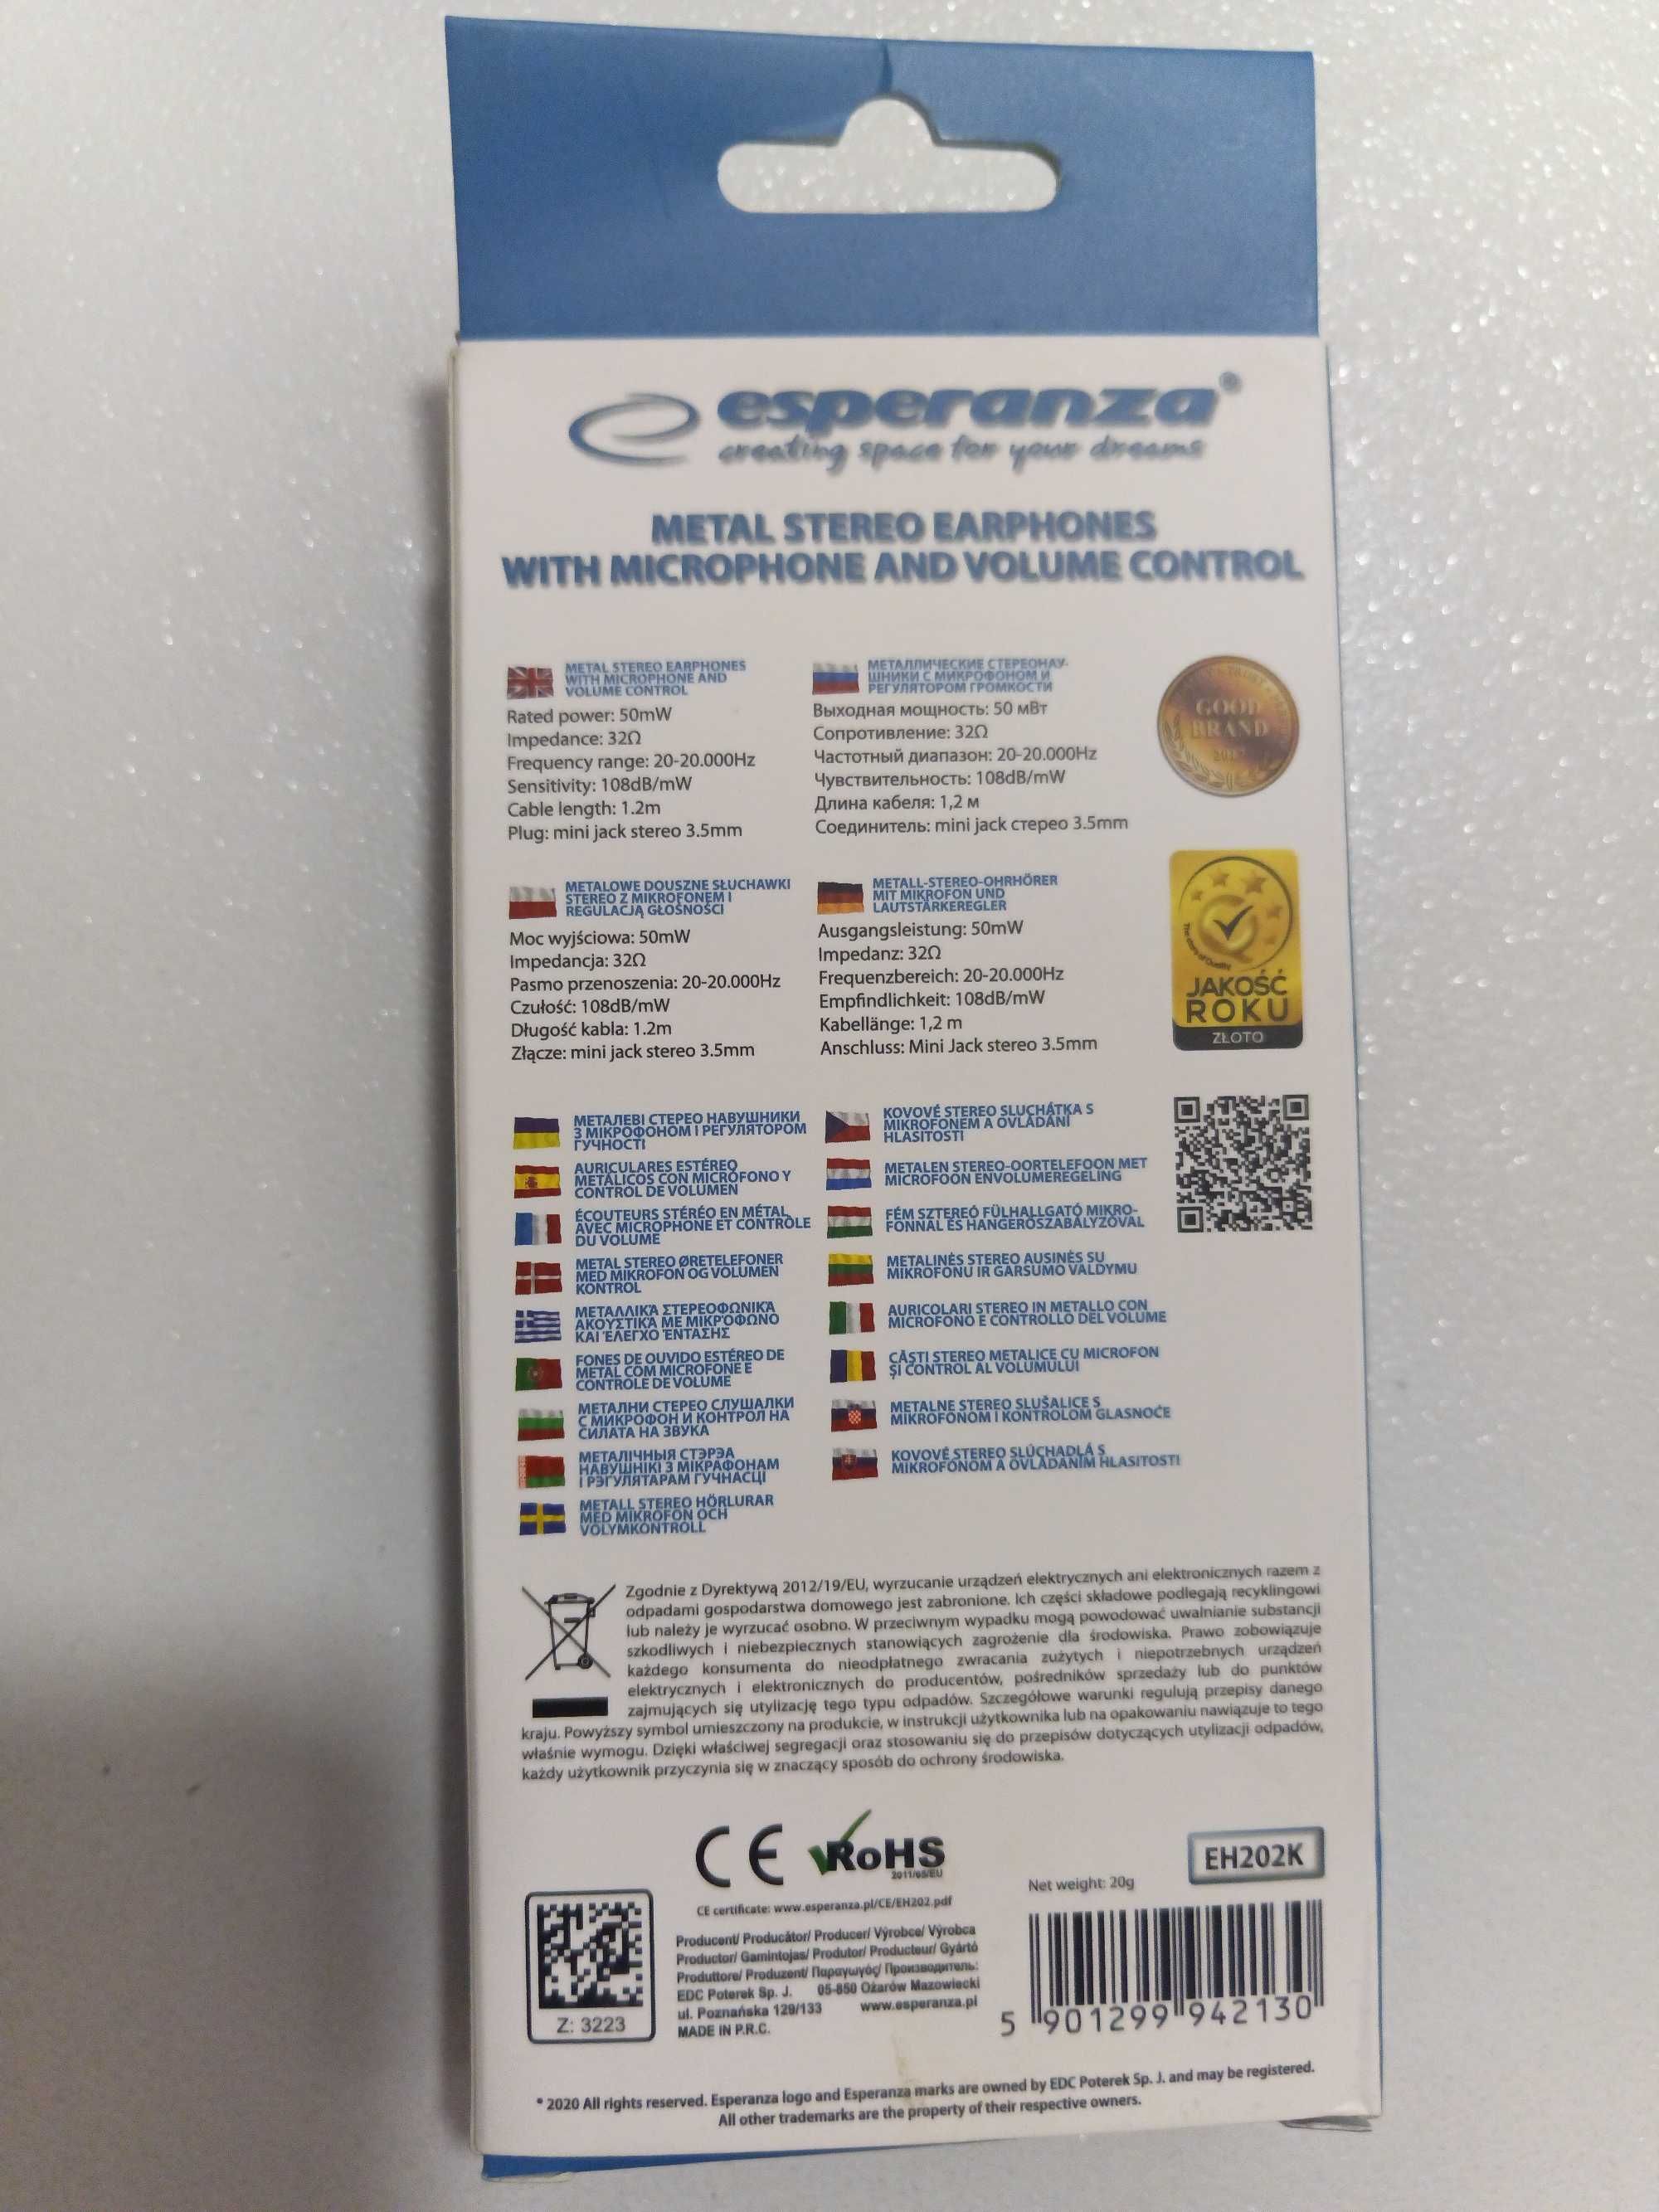 esperanza®
creating space for your dreams
METAL STEREO EARPHONES
WITH MICROPHONE AND VOLUME CONTROL
METAL STEREO EARPHONES
WITH MICROPHONE AND
VOLUME CONTROL
Rated power: 50mW
Impedance: 32Ω
Frequency range: 20-20.000Hz
Sensitivity: 108dB/mW
Cable length: 1.2m
Plug: mini jack stereo 3.5mm
МЕТАЛЛИЧЕСКИЕ СТЕРЕОНАУ-
ШНИКИ С МИКРОФОНОМ И
РЕГУЛЯТОРОМ ГРОМКОСТИ
Выходная мощность: 50 мВт
Сопротивление: 32Ω
Частотный диапазон: 20-20.000Hz
Чувствительность: 108dB/mW
Длина кабеля: 1,2 м
Соединитель: mini jack стерео 3.5mm
GOOD
BRAND
METALOWE DOUSZNE SŁUCHAWKI
STEREO Z MIKROFONEM I
REGULACJĄ GŁOŚNOŚCI
Moc wyjściowa: 50mW
Impedancja: 32Ω
Pasmo przenoszenia: 20-20.000Hz
Czułość: 108dB/mW
Długość kabla: 1.2m
Złącze: mini jack stereo 3.5mm
METALL-STEREO-OHRHÖRER
MIT MIKROFON UND
LAUTSTÄRKEREGLER
Ausgangsleistung: 50mW
Impedanz: 32Ω
Frequenzbereich: 20-20.000Hz
Empfindlichkeit: 108dB/mW
Kabellänge: 1,2 m
Anschluss: Mini Jack stereo 3.5mm
JAKOŚĆ
ROKU
ZŁOTO
МЕТАЛЕВІ СТЕРЕО НАВУШНИКИ
З МІКРОФОНОМ І РЕГУЛЯТОРОМ
ГУЧНОСТІ
AURICULARES ESTÉREO
METÁLICOS CON MICRÓFONO Y
CONTROL DE VOLUMEN
ÉCOUTEURS STÉRÉO EN MÉTAL
AVEC MICROPHONE ET CONTRÔLE
DU VOLUME
METAL STEREO ØRETELEFONER
MED MIKROFON OG VOLUMEN
KONTROL
ΜΕΤΑΛΛΙΚΆ ΣΤΕΡΕΟΦΩΝΙΚΆ
ΑΚΟΥΣΤΙΚΆ ΜΕ ΜΙΚΡΌΦΩΝΟ
ΚΑΙ ΈΛΕΓΧΟ ΈΝΤΑΣΗΣ
FONES DE OUVIDO ESTÉREO DE
METAL COM MICROFONE E
CONTROLE DE VOLUME
МЕТАЛНИ СТЕРЕО СЛУШАЛКИ
С МИКРОФОН И КОНТРОЛ НА
СИЛАТА НА ЗВУКА
МЕТАЛІЧНЫЯ СТЭРЭА
НАВУШНІКІ З МІКРАФОНАМ
І РЭГУЛЯТАРАМ ГУЧНАСЦІ
METALL STEREO HÖRLURAR
MED MIKROFON OCH
VOLYMKONTROLL
KOVOVÉ STEREO SLUCHÁTKA S
MIKROFONEM A OVLÁDÁNÍ
HLASITOSTI
METALEN STEREO-OORTELEFOON MET
MICROFOON ENVOLUMEREGELING
FÉM SZTEREÓ FÜLHALLGATÓ MIKRO-
FONNAL ÉS HANGERŐSZABÁLYZÓVAL
METALINĖS STEREO AUSINĖS SU
MIKROFONU IR GARSUMO VALDYMU
AURICOLARI STEREO IN METALLO CON
MICROFONO E CONTROLLO DEL VOLUME
CĂȘTI STEREO METALICE CU MICROFON
ȘI CONTROL AL VOLUMULUI
METALNE STEREO SLUŠALICE S
MIKROFONOM I KONTROLOM GLASNOĆE
KOVOVÉ STEREO SLÚCHADLÁ S
MIKROFÓNOM A OVLÁDANÍM HLASITOSTI
Zgodnie z Dyrektywą 2012/19/EU, wyrzucanie urządzeń elektrycznych ani elektronicznych razem z
odpadami gospodarstwa domowego jest zabronione. Ich części składowe podlegają recyklingowi
lub należy je wyrzucać osobno. W przeciwnym wypadku mogą powodować uwalnianie substancji
szkodliwych i niebezpiecznych stanowiących zagrożenie dla środowiska. Prawo zobowiązuje
każdego konsumenta do nieodpłatnego zwracania zużytych i niepotrzebnych urządzeń
elektrycznych i elektronicznych do producentów, pośredników sprzedaży lub do punktów
zajmujących się utylizację tego typu odpadów. Szczegółowe warunki regulują przepisy danego
kraju. Powyższy symbol umieszczony na produkcie, w instrukcji użytkownika lub na opakowaniu nawiązuje to tego
właśnie wymogu. Dzięki właściwej segregacji oraz stosowaniu się do przepisów dotyczących utylizacji odpadów,
każdy użytkownik przyczynia się w znaczący sposób do ochrony środowiska.
CE RoHS
2011/65/EU
EH202K
Net weight: 20g
CE certificate: www.esperanza.pl/CE/EH202.pdf
Producent/ Producător/ Producer/ Výrobce/ Výrobca
Productor/ Gamintojas/ Produtor/ Producteur/ Gyártó
Produttore/ Produzent/ Παραγωγός/ Производитель:
EDC Poterek Sp. J. 05-850 Ożarów Mazowiecki
ul. Poznańska 129/133 www.esperanza.pl
MADE IN P.R.C.
Z: 3223
5 901299 942130
* 2020 All rights reserved. Esperanza logo and Esperanza marks are owned by EDC Poterek Sp. J. and may be registered.
All other trademarks are the property of their respective owners.